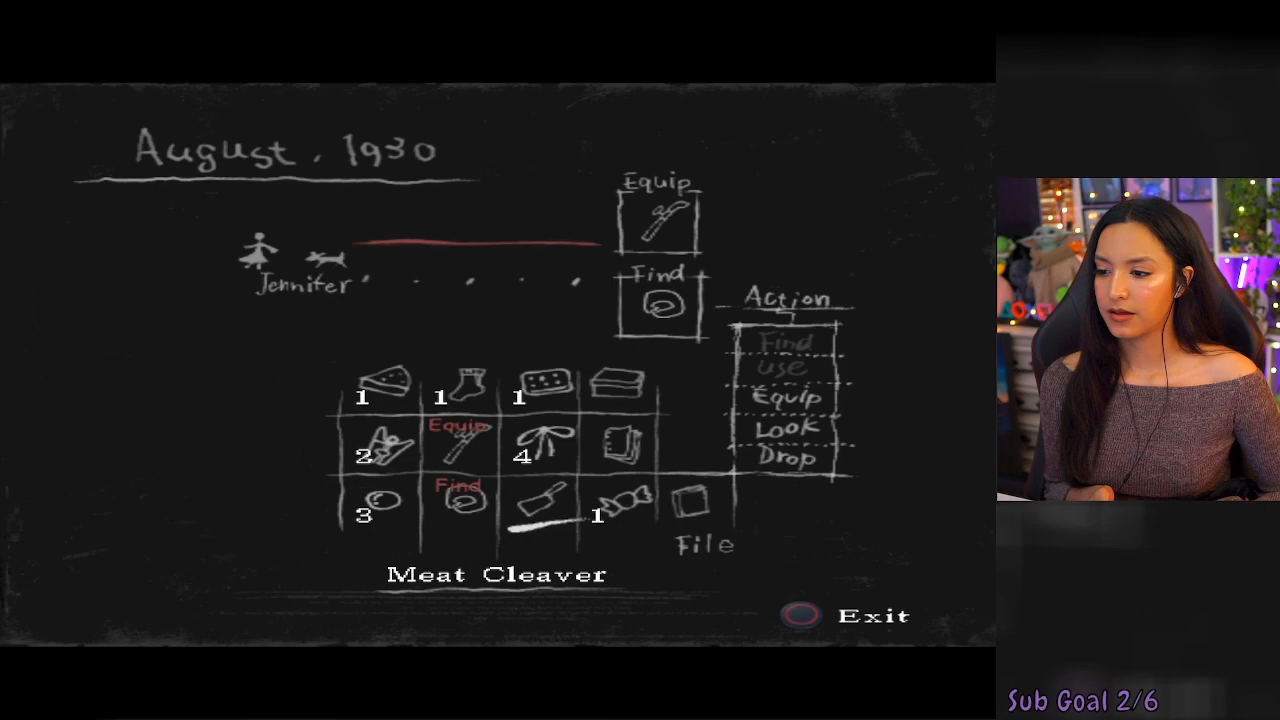 August, 1930
Equip
Jennifer
Find
Action
Find
use
Equip
Look
Drop
1
1
1
2
Equip
4
3
Find
1
File
Meat Cleaver
Exit
Sub Goal 2/6